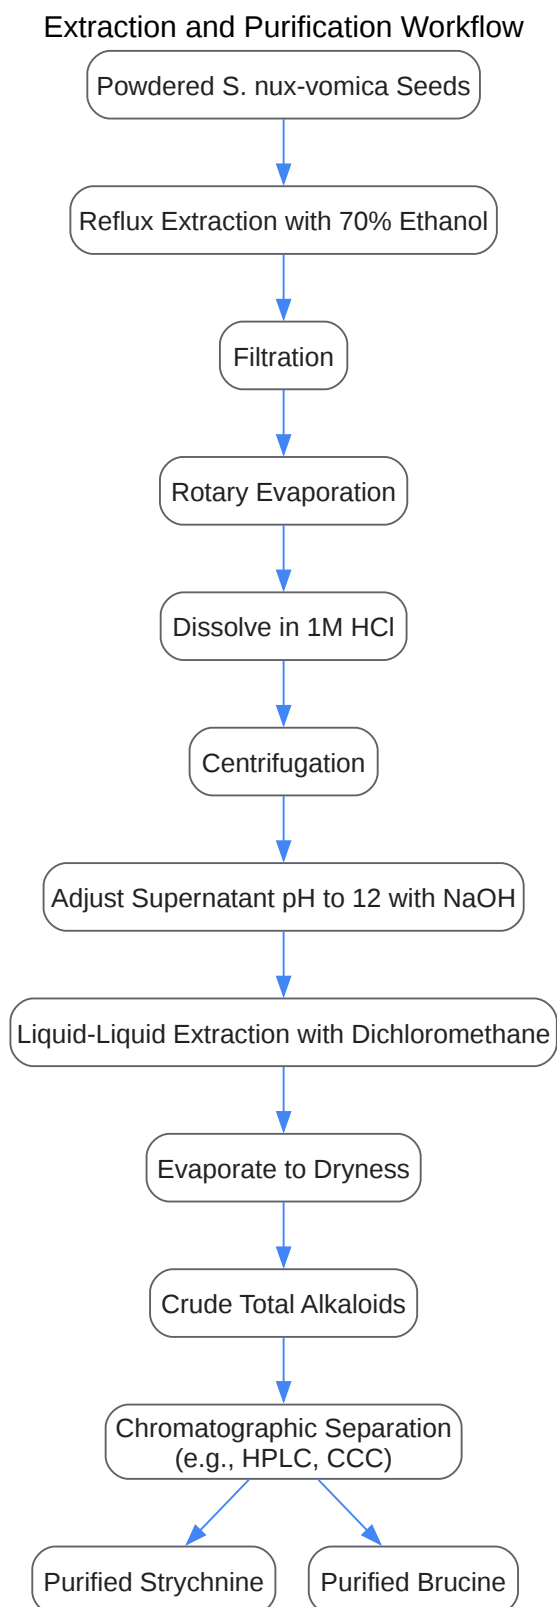 Extraction and Purification Workflow
Powdered S. nux-vomica Seeds
Reflux Extraction with 70% Ethanol
Filtration
Rotary Evaporation
Dissolve in 1M HCl
Centrifugation
Adjust Supernatant pH to 12 with NaOH
Liquid-Liquid Extraction with Dichloromethane
Evaporate to Dryness
Crude Total Alkaloids
Chromatographic Separation
(e.g., HPLC, CCC)
Purified Strychnine
Purified Brucine